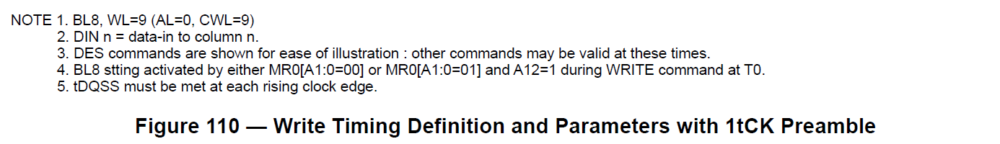 NOTE 1. BL8, WL=9 (AL=0, CWL=9)
2. DIN n = data-in to column n.
3. DES commands are shown for ease of illustration : other commands may be valid at these times.
4. BL8 stting activated by either MR0[A1:0=00] or MR0[A1:0=01] and A12=1 during WRITE command at T0.
5. tDQSS must be met at each rising clock edge.
Figure 110 — Write Timing Definition and Parameters with 1tCK Preamble